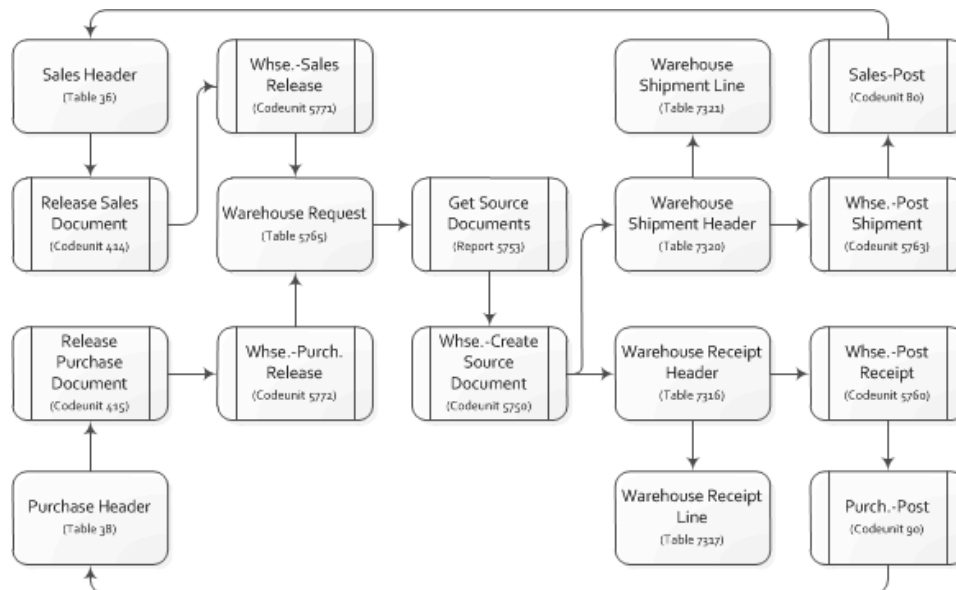 Sales Header
(Table 36)
Whse.-Sales
Release
(Codeunit 5771)
Warehouse
Shipment Line
(Table 7321)
Sales-Post
(Codeunit 80)
Release Sales
Document
(Codeunit 414)
Warehouse Request
(Table 5765)
Get Source
Documents
(Report 5753)
Warehouse
Shipment Header
(Table 7320)
Whse.-Post
Shipment
(Codeunit 5763)
Release
Purchase
Document
(Codeunit 415)
Whse.-Purch.
Release
(Codeunit 5772)
Whse.-Create
Source
Document
(Codeunit 5750)
Warehouse Receipt
Header
(Table 7316)
Whse.-Post
Receipt
(Codeunit 5760)
Purchase Header
(Table 38)
Warehouse Receipt
Line
(Table 7317)
Purch.-Post
(Codeunit 90)